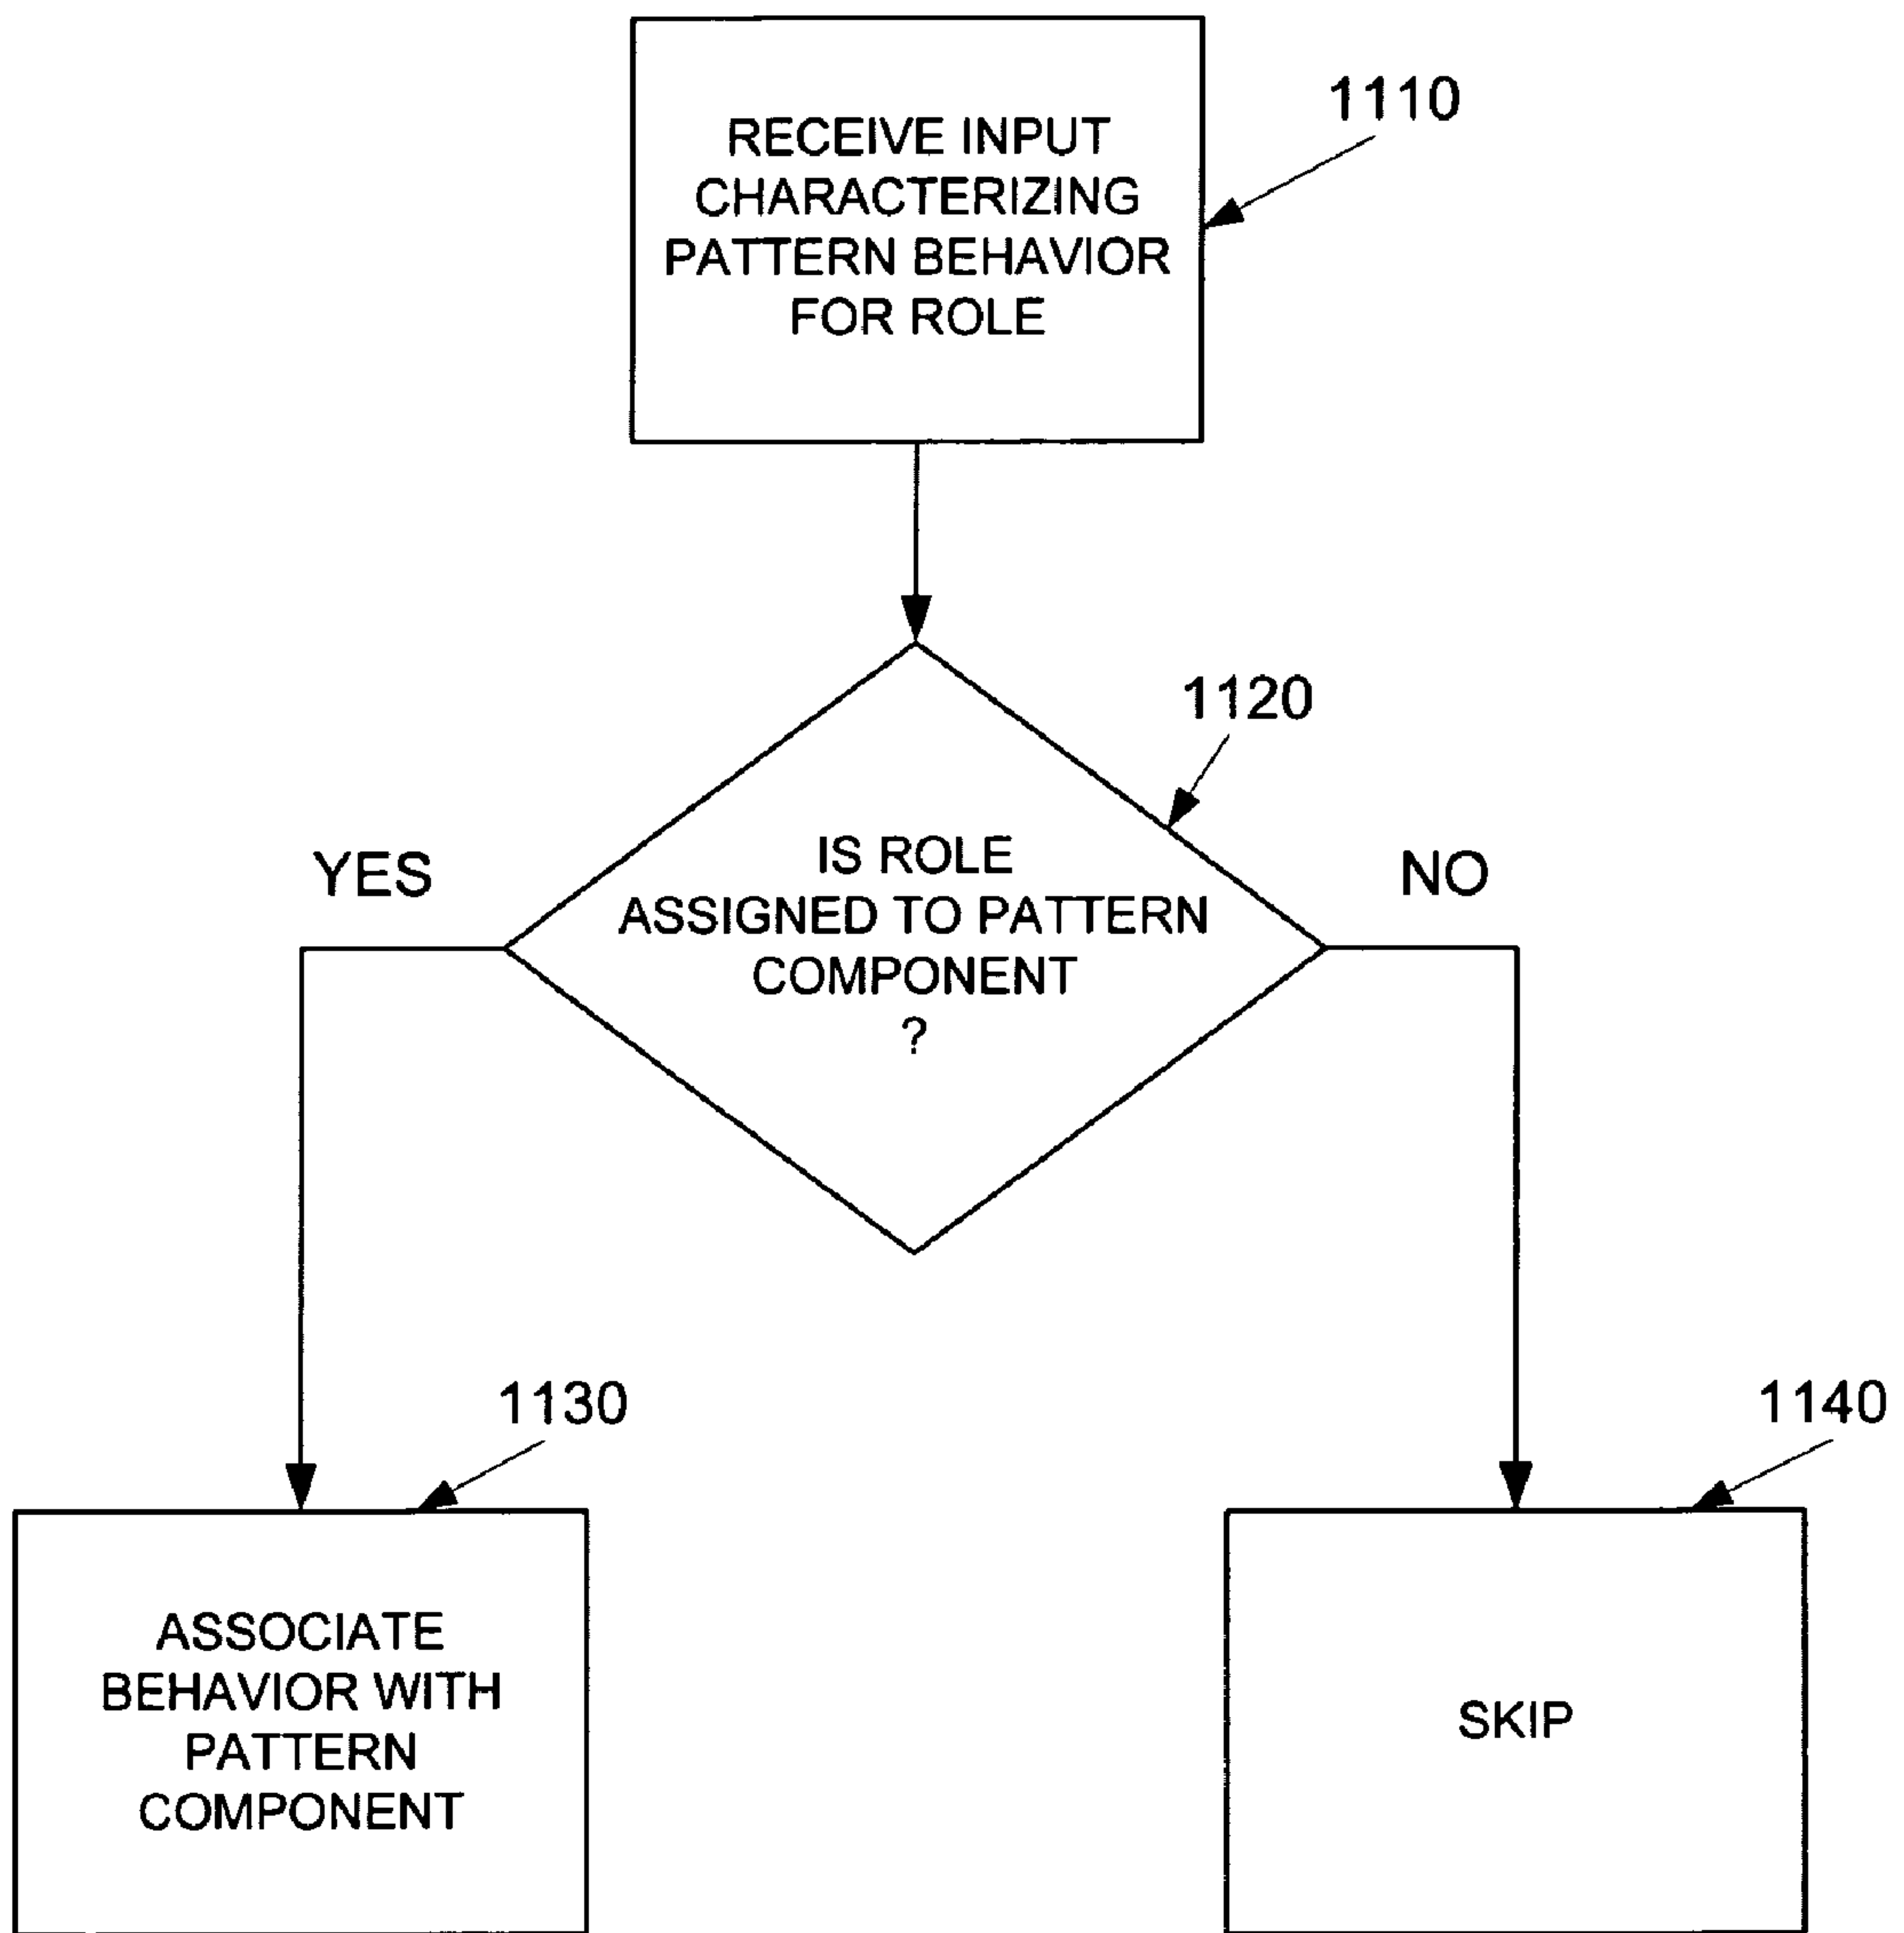 RECEIVE INPUT
CHARACTERIZING
PATTERN BEHAVIOR
FOR ROLE
1110
1120
IS ROLE
ASSIGNED TO PATTERN
COMPONENT
?
YES
NO
1130
1140
ASSOCIATE
BEHAVIOR WITH
PATTERN
COMPONENT
SKIP